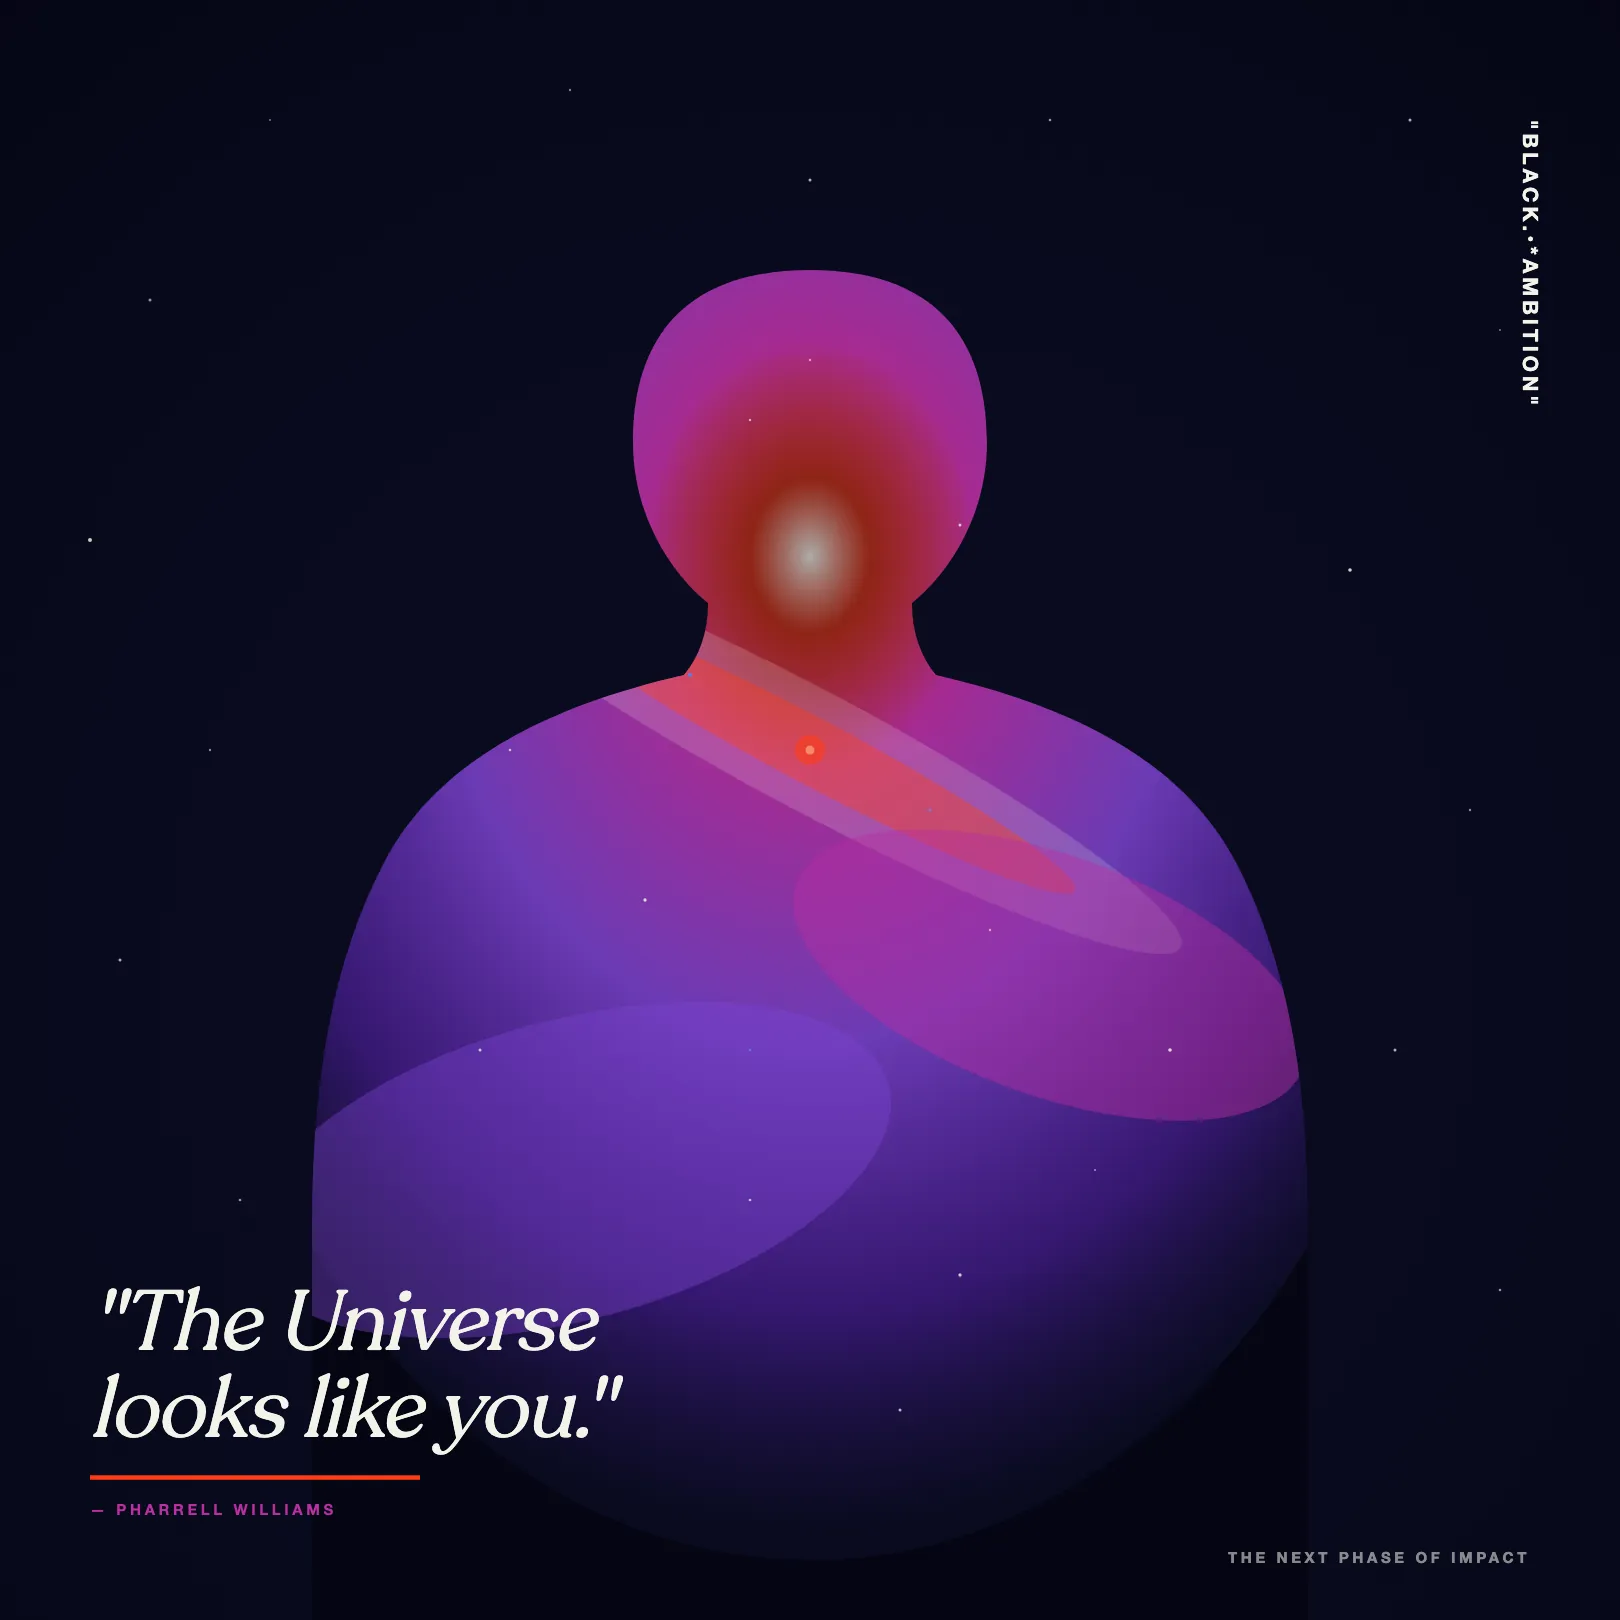 "BLACK.•*AMBITION"
"The Universe
looks like you."
— PHARRELL WILLIAMS
THE NEXT PHASE OF IMPACT